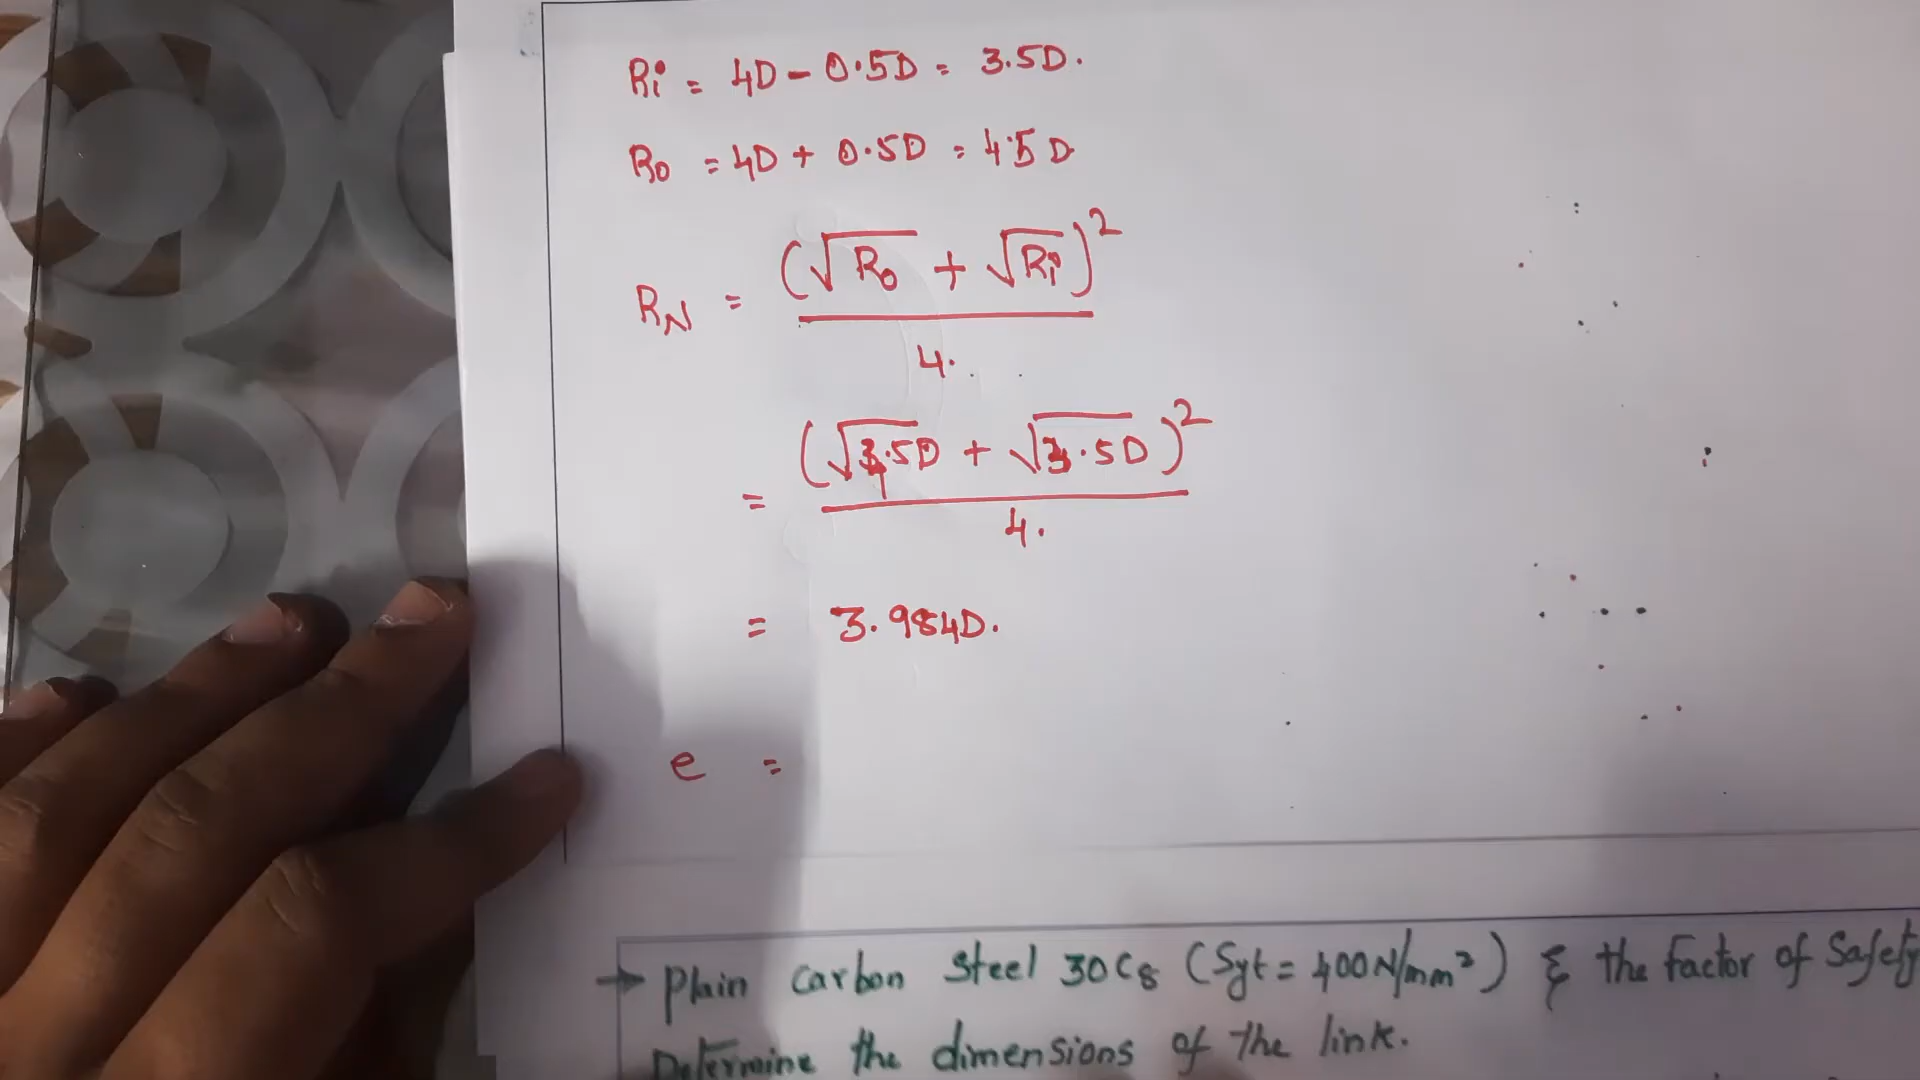 Ri = 4D - 0.5D = 3.5D.
Ro = 4D + 0.5D = 4.5D
RN = (√Ro + √Ri)²
4.
= (√4.5D + √3.5D)²
4.
= 3.984D.
e =
→ Plain carbon steel 30C8 (Syt = 400N/mm²) & the factor of Safety
Determine the dimensions of the link.